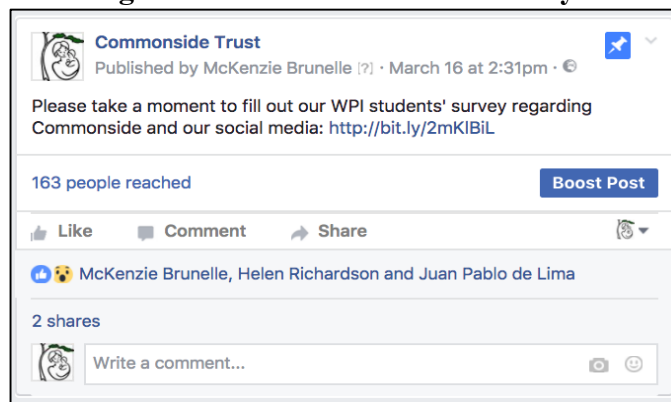 Commonside Trust
Published by McKenzie Brunelle [?] · March 16 at 2:31pm ·
Please take a moment to fill out our WPI students' survey regarding
Commonside and our social media: http://bit.ly/2mKlBiL
163 people reached
Boost Post
Like Comment Share
McKenzie Brunelle, Helen Richardson and Juan Pablo de Lima
2 shares
Write a comment...